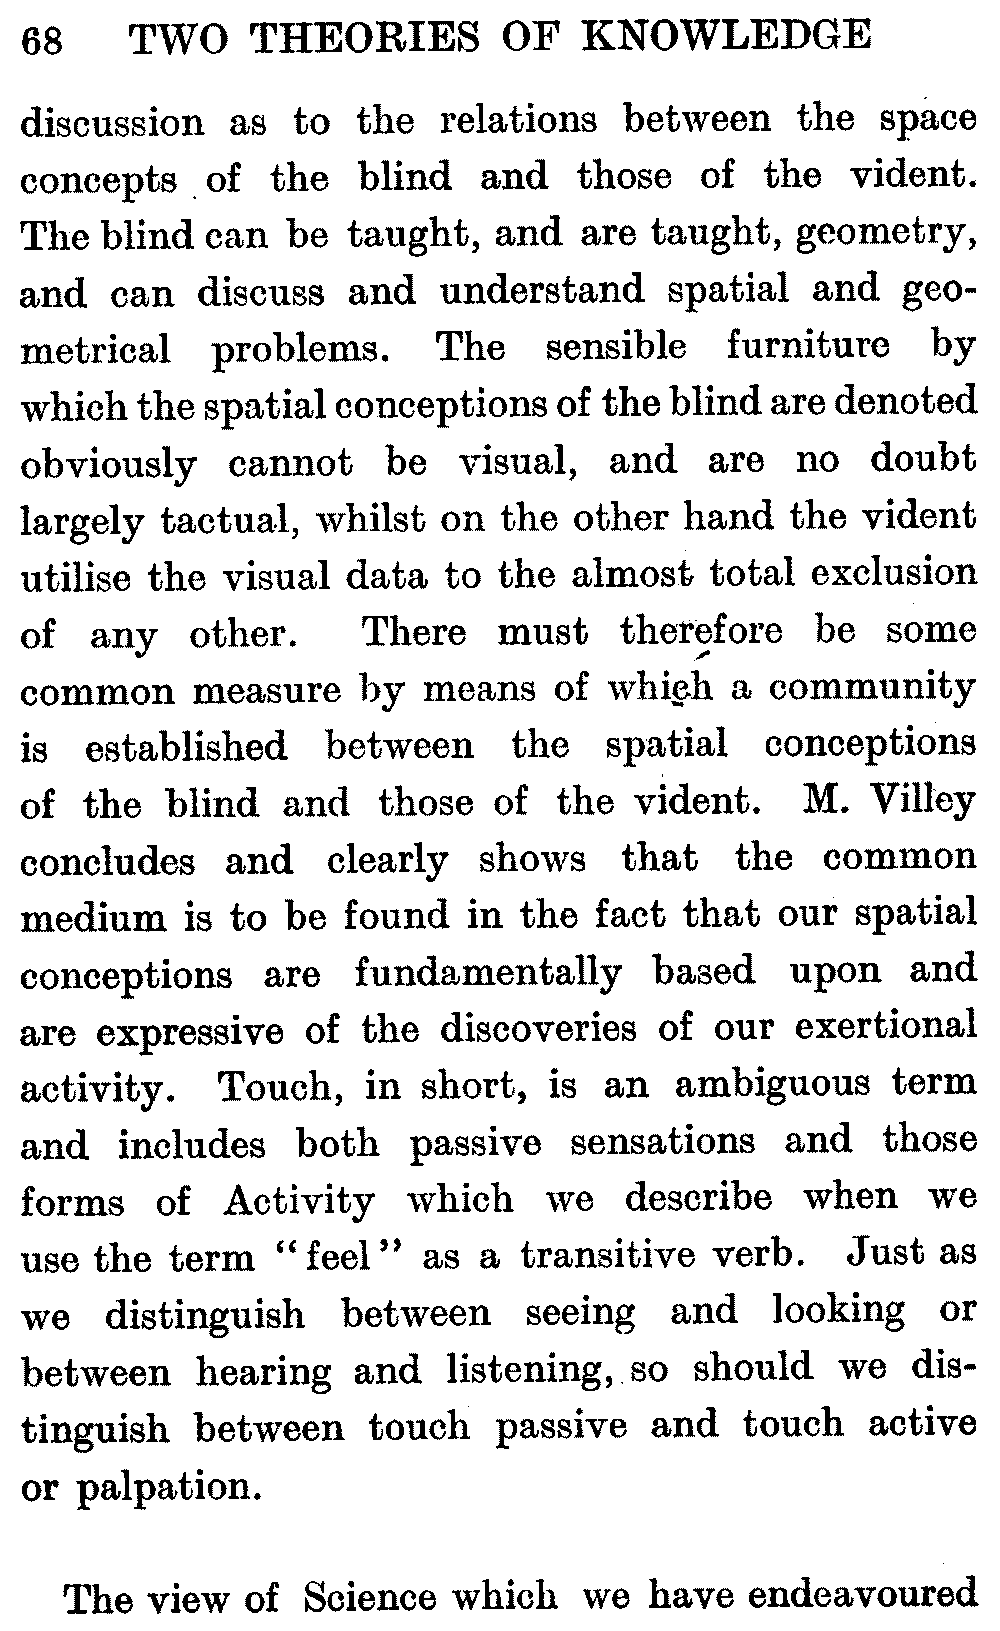 68 TWO THEORIES OF KNOWLEDGE
discussion as to the relations between the space
concepts of the blind and those of the vident.
The blind can be taught, and are taught, geometry,
and can discuss and understand spatial and geo-
metrical problems. The sensible furniture by
which the spatial conceptions of the blind are denoted
obviously cannot be visual, and are no doubt
largely tactual, whilst on the other hand the vident
utilise the visual data to the almost total exclusion
of any other. There must therefore be some
common measure by means of which a community
is established between the spatial conceptions
of the blind and those of the vident. M. Villey
concludes and clearly shows that the common
medium is to be found in the fact that our spatial
conceptions are fundamentally based upon and
are expressive of the discoveries of our exertional
activity. Touch, in short, is an ambiguous term
and includes both passive sensations and those
forms of Activity which we describe when we
use the term “feel” as a transitive verb. Just as
we distinguish between seeing and looking or
between hearing and listening, so should we dis-
tinguish between touch passive and touch active
or palpation.
The view of Science which we have endeavoured